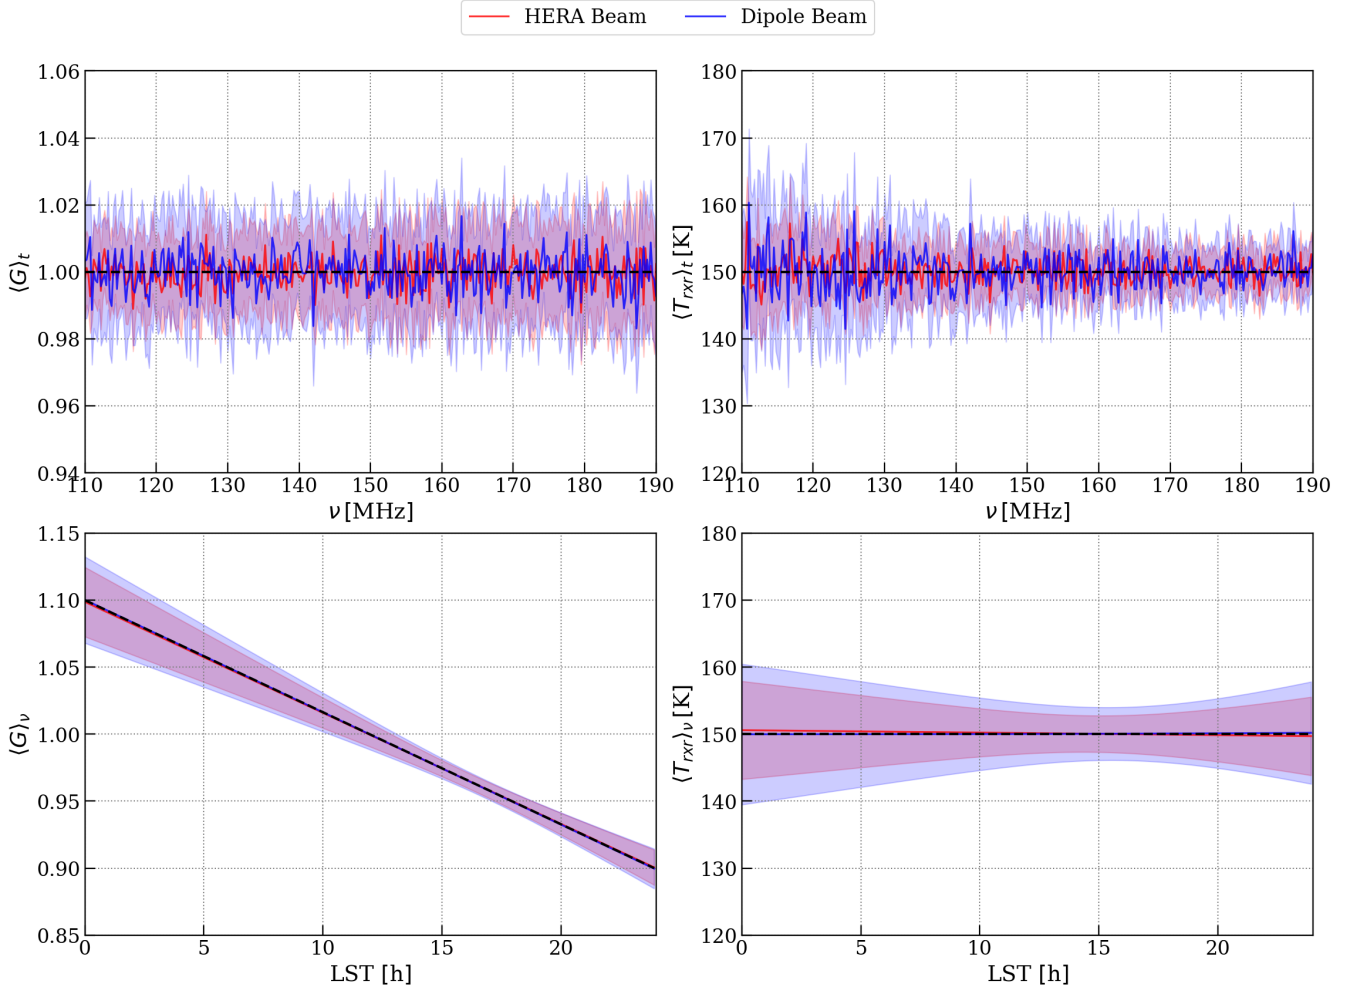 HERA Beam Dipole Beam
1.06
1.04
1.02
1.00
0.98
0.96
0.94
⟨G⟩t
110 120 130 140 150 160 170 180 190
ν [MHz]
180
170
160
150
140
130
120
⟨Trxr⟩t [K]
110 120 130 140 150 160 170 180 190
ν [MHz]
1.15
1.10
1.05
1.00
0.95
0.90
0.85
⟨G⟩ν
0 5 10 15 20
LST [h]
180
170
160
150
140
130
120
⟨Trxr⟩ν [K]
0 5 10 15 20
LST [h]